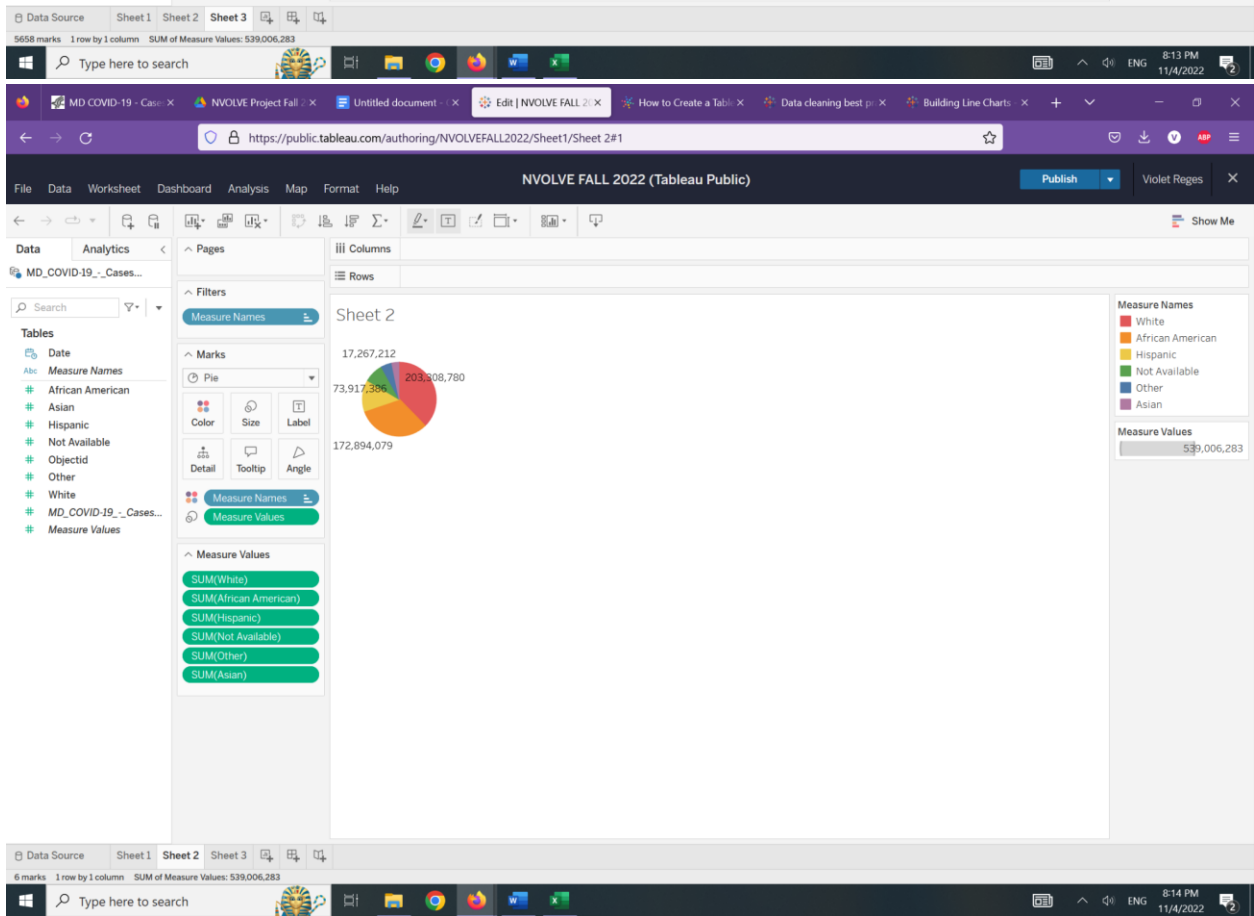 Data Source Sheet 1 Sheet 2 Sheet 3
5658 marks 1 row by 1 column SUM of Measure Values: 539,006,283
Type here to search ENG 8:13 PM
11/4/2022 2
MD COVID-19 - Case: NVOLVE Project Fall 2 Untitled document - Edit | NVOLVE FALL 20 How to Create a Tabl Data cleaning best pr Building Line Charts -
https://public.tableau.com/authoring/NVOLVEFALL2022/Sheet1/Sheet 2#1 V ABP
File Data Worksheet Dashboard Analysis Map Format Help NVOLVE FALL 2022 (Tableau Public) Publish Violet Reges
Show Me
Data Analytics Pages Columns
MD_COVID-19_-_Cases... Rows
Search Filters
Measure Names
Sheet 2
Measure Names
White
African American
Hispanic
Not Available
Other
Asian
Measure Values
539,006,283
Tables
Date
Abc Measure Names
# African American
# Asian
# Hispanic
# Not Available
# Objectid
# Other
# White
# MD_COVID-19_-_Cases...
# Measure Values
Marks
Pie
Color Size Label
Detail Tooltip Angle
Measure Names
Measure Values
Measure Values
SUM(White)
SUM(African American)
SUM(Hispanic)
SUM(Not Available)
SUM(Other)
SUM(Asian)
17,267,212
203,308,780
73,917,386
172,894,079
Data Source Sheet 1 Sheet 2 Sheet 3
6 marks 1 row by 1 column SUM of Measure Values: 539,006,283
Type here to search ENG 8:14 PM
11/4/2022 2